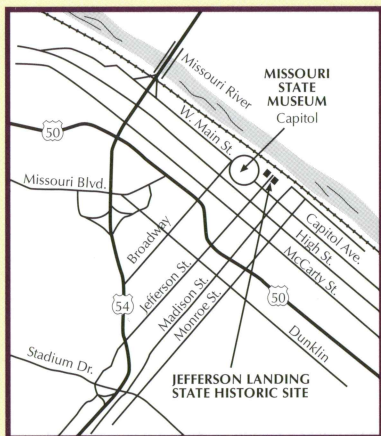 Missouri River
MISSOURI
STATE
MUSEUM
Capitol
W. Main St.
50
Missouri Blvd.
Broadway
Jefferson St.
Madison St.
Monroe St.
Capitol Ave.
High St.
McCarty St.
50
54
Dunklin
Stadium Dr.
JEFFERSON LANDING
STATE HISTORIC SITE